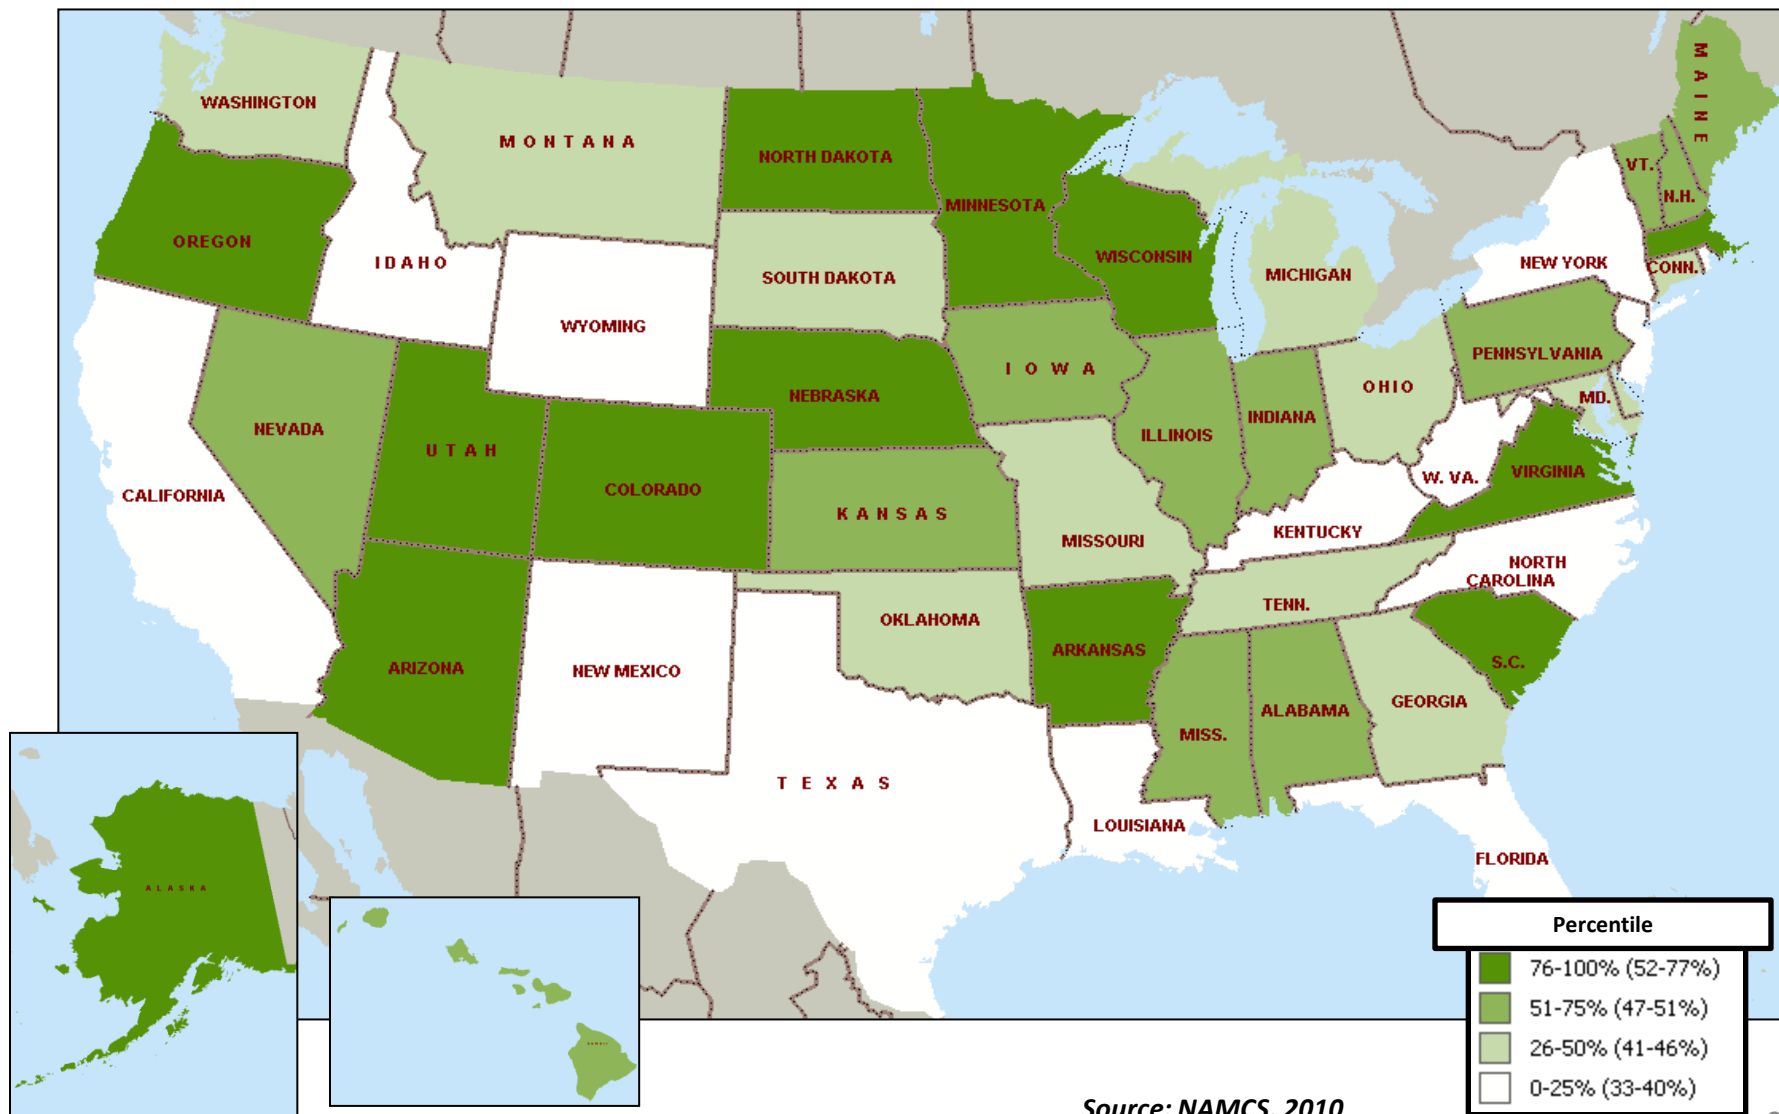 MAINE
WASHINGTON
MONTANA
NORTH DAKOTA
VT.
N.H.
MINNESOTA
OREGON
IDAHO
WISCONSIN
NEW YORK
CONN.
SOUTH DAKOTA
MICHIGAN
WYOMING
PENNSYLVANIA
IOWA
OHIO
NEBRASKA
MD.
NEVADA
INDIANA
ILLINOIS
UTAH
VIRGINIA
W. VA.
COLORADO
CALIFORNIA
KANSAS
KENTUCKY
MISSOURI
NORTH
CAROLINA
TENN.
OKLAHOMA
ARKANSAS
S.C.
ARIZONA
NEW MEXICO
GEORGIA
ALABAMA
MISS.
TEXAS
LOUISIANA
FLORIDA
ALASKA
HAWAII
Percentile
76-100% (52-77%)
51-75% (47-51%)
26-50% (41-46%)
0-25% (33-40%)
Source: NAMCS, 2010